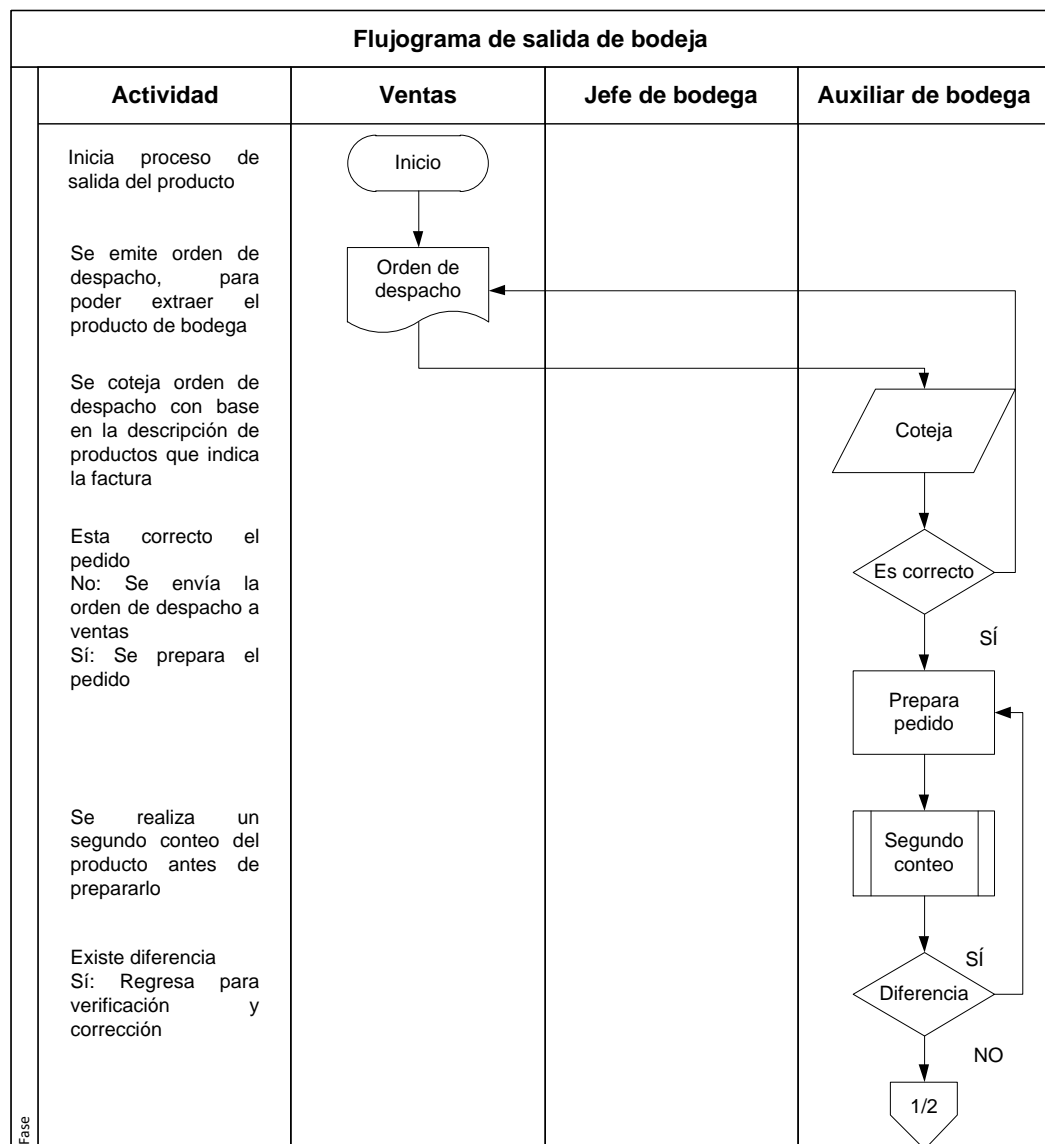 Flujograma de salida de bodeja
Actividad
Ventas
Jefe de bodega
Auxiliar de bodega
Inicia proceso de
salida del producto
Inicio
Se emite orden de
despacho, para
poder extraer el
producto de bodega
Orden de
despacho
Se coteja orden de
despacho con base
en la descripción de
productos que indica
la factura
Coteja
Esta correcto el
pedido
No: Se envía la
orden de despacho a
ventas
Sí: Se prepara el
pedido
Es correcto
SÍ
Prepara
pedido
Se realiza un
segundo conteo del
producto antes de
prepararlo
Segundo
conteo
Existe diferencia
Sí: Regresa para
verificación y
corrección
SÍ
Diferencia
NO
1/2
Fase